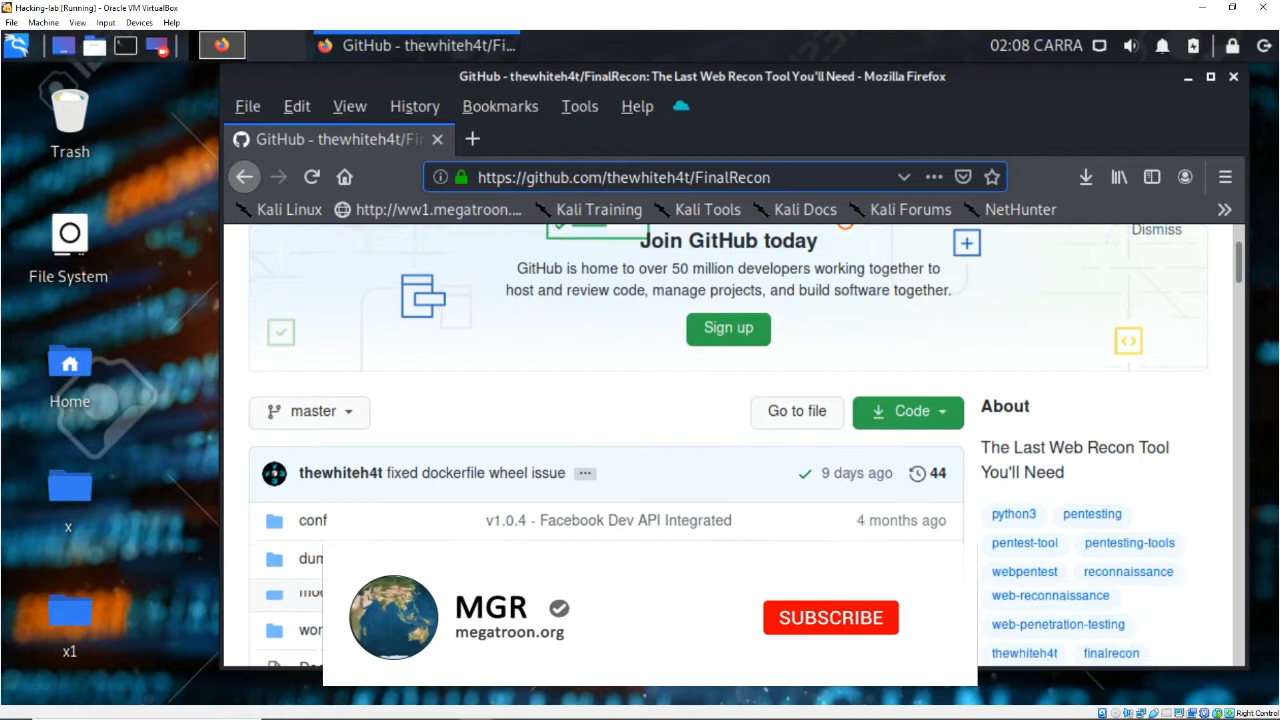 Hacking-lab [Running] - Oracle VM VirtualBox
File Machine View Input Devices Help
GitHub - thewhiteh4t/Fi...
02:08 CARRA
GitHub - thewhiteh4t/FinalRecon: The Last Web Recon Tool You'll Need - Mozilla Firefox
File Edit View History Bookmarks Tools Help
GitHub - thewhiteh4t/Fin
https://github.com/thewhiteh4t/FinalRecon
Kali Linux http://ww1.megatroon.... Kali Training Kali Tools Kali Docs Kali Forums NetHunter
Trash
File System
Home
x
x1
Dismiss
Join GitHub today
GitHub is home to over 50 million developers working together to
host and review code, manage projects, and build software together.
Sign up
master
Go to file
Code
thewhiteh4t fixed dockerfile wheel issue
9 days ago
44
conf
v1.0.4 - Facebook Dev API Integrated
4 months ago
dum
wor
About
The Last Web Recon Tool
You'll Need
python3 pentesting
pentest-tool pentesting-tools
webpentest reconnaissance
web-reconnaissance
web-penetration-testing
thewhiteh4t finalrecon
MGR
megatroon.org
SUBSCRIBE
Right Control